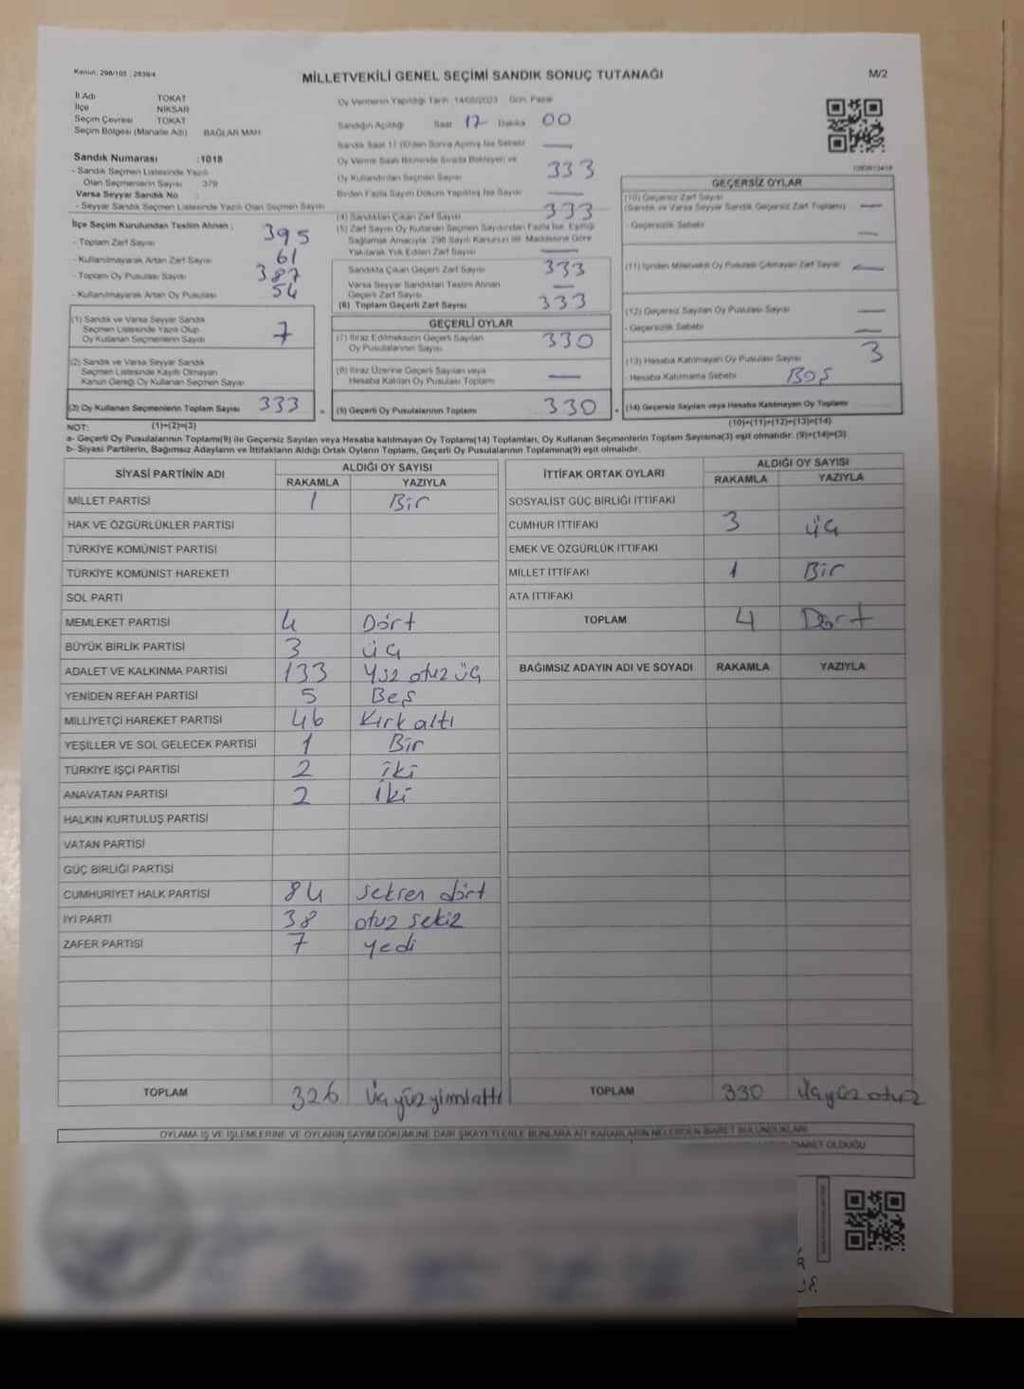 Kanun: 298/105 ; 2839/4
MİLLETVEKİLİ GENEL SEÇİMİ SANDIK SONUÇ TUTANAĞI
M/2
İl Adı TOKAT
İlçe NİKSAR
Seçim Çevresi TOKAT
Seçim Bölgesi (Mahalle Adı) BAĞLAR MAH.
Sandık Numarası :1018
- Sandık Seçmen Listesinde Yazılı
Olan Seçmenlerin Sayısı 379
Varsa Seyyar Sandık No :
- Seyyar Sandık Seçmen Listesinde Yazılı Olan Seçmen Sayısı
İlçe Seçim Kurulundan Teslim Alınan ;
- Toplam Zarf Sayısı 395
- Kullanılmayarak Artan Zarf Sayısı 61
- Toplam Oy Pusulası Sayısı 387
- Kullanılmayarak Artan Oy Pusulası 54
(1) Sandık ve Varsa Seyyar Sandık
Seçmen Listesinde Yazılı Olup
Oy Kullanan Seçmenlerin Sayısı 7
(2) Sandık ve Varsa Seyyar Sandık
Seçmen Listesinde Kayıtlı Olmayan
Kanun Gereği Oy Kullanan Seçmen Sayısı
(3) Oy Kullanan Seçmenlerin Toplam Sayısı 333
(1)+(2)=(3)
Oy Vermenin Yapıldığı Tarih 14/05/2023 Gün Pazar
Sandığın Açıldığı Saat 17 Dakika 00
Sandık Saat 17.00'den Sonra Açılmış İse Sebebi
Oy Verme Saati Bitiminde Sırada Bekleyen ve
Oy Kullandırılan Seçmen Sayısı 333
Birden Fazla Sayım Döküm Yapılmış İse Sayısı
(4) Sandıktan Çıkan Zarf Sayısı 333
(5) Zarf Sayısı Oy Kullanan Seçmen Sayısından Fazla İse, Eşitliği
Sağlamak Amacıyla 298 Sayılı Kanunun Maddesine Göre
Yakılarak Yok Edilen Zarf Sayısı
Sandıkta Çıkan Geçerli Zarf Sayısı 333
Varsa Seyyar Sandıktan Teslim Alınan
Geçerli Zarf Sayısı
(6) Toplam Geçerli Zarf Sayısı 333
GEÇERLİ OYLAR
(7) İtiraz Edilmeksizin Geçerli Sayılan
Oy Pusulalarının Sayısı 330
(8) İtiraz Üzerine Geçerli Sayılan veya
Hesaba Katılan Oy Pusulası Toplamı
(9) Geçerli Oy Pusulalarının Toplamı 330
GEÇERSİZ OYLAR
(10) Geçersiz Zarf Sayısı
(Sandık ve Varsa Seyyar Sandık Geçersiz Zarf Toplamı)
- Geçersizlik Sebebi
(11) İçinden Milletvekili Oy Pusulası Çıkmayan Zarf Sayısı
(12) Geçersiz Sayılan Oy Pusulası Sayısı
- Geçersizlik Sebebi
(13) Hesaba Katılmayan Oy Pusulası Sayısı 3
- Hesaba Katılmama Sebebi BOŞ
(14) Geçersiz Sayılan veya Hesaba Katılmayan Oy Toplamı
(10)+(11)+(12)+(13)=(14)
NOT:
a- Geçerli Oy Pusulalarının Toplamı(9) ile Geçersiz Sayılan veya Hesaba katılmayan Oy Toplamı(14) Toplamları, Oy Kullanan Seçmenlerin Toplam Sayısına(3) eşit olmalıdır. (9)+(14)=(3)
b- Siyasi Partilerin, Bağımsız Adayların ve İttifakların Aldığı Ortak Oyların Toplamı, Geçerli Oy Pusulalarının Toplamına(9) eşit olmalıdır.
SİYASİ PARTİNİN ADI ALDIĞI OY SAYISI
RAKAMLA YAZIYLA
MİLLET PARTİSİ 1 Bir
HAK VE ÖZGÜRLÜKLER PARTİSİ
TÜRKİYE KOMÜNİST PARTİSİ
TÜRKİYE KOMÜNİST HAREKETİ
SOL PARTİ
MEMLEKET PARTİSİ 4 Dört
BÜYÜK BİRLİK PARTİSİ 3 üç
ADALET VE KALKINMA PARTİSİ 133 Yüz otuz üç
YENİDEN REFAH PARTİSİ 5 Beş
MİLLİYETÇİ HAREKET PARTİSİ 46 Kırk altı
YEŞİLLER VE SOL GELECEK PARTİSİ 1 Bir
TÜRKİYE İŞÇİ PARTİSİ 2 iki
ANAVATAN PARTİSİ 2 iki
HALKIN KURTULUŞ PARTİSİ
VATAN PARTİSİ
GÜÇ BİRLİĞİ PARTİSİ
CUMHURİYET HALK PARTİSİ 84 seksen dört
İYİ PARTİ 38 otuz sekiz
ZAFER PARTİSİ 7 yedi
TOPLAM 326 Üç yüz yirmi altı
İTTİFAK ORTAK OYLARI ALDIĞI OY SAYISI
RAKAMLA YAZIYLA
SOSYALİST GÜÇ BİRLİĞİ İTTİFAKI
CUMHUR İTTİFAKI 3 üç
EMEK VE ÖZGÜRLÜK İTTİFAKI
MİLLET İTTİFAKI 1 Bir
ATA İTTİFAKI
TOPLAM 4 Dört
BAĞIMSIZ ADAYIN ADI VE SOYADI RAKAMLA YAZIYLA
TOPLAM 330 Üçyüz otuz
OYLAMA İŞ VE İŞLEMLERİNE VE OYLARIN SAYIM DÖKÜMÜNE DAİR ŞİKAYETLERLE BUNLARA AİT KARARLARIN NELERDEN İBARET BULUNDUKLARI
İBARET OLDUĞU